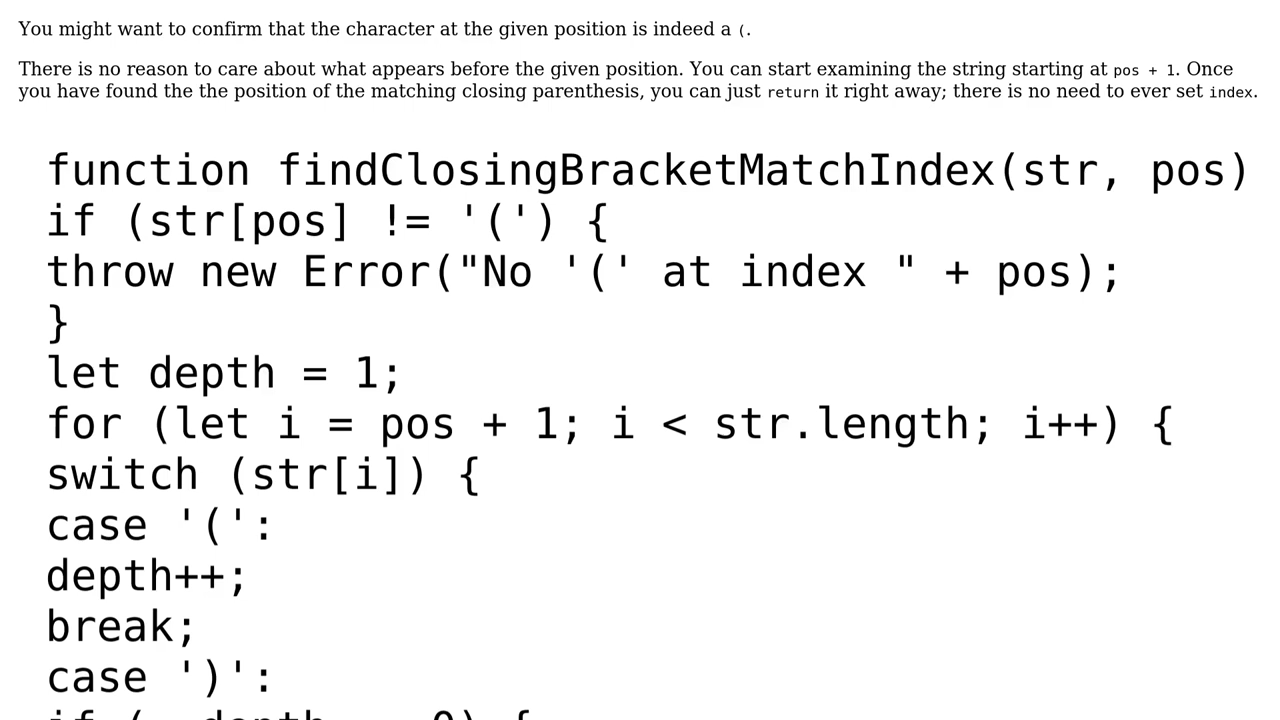 You might want to confirm that the character at the given position is indeed a (.
There is no reason to care about what appears before the given position. You can start examining the string starting at pos + 1. Once
you have found the the position of the matching closing parenthesis, you can just return it right away; there is no need to ever set index.
function findClosingBracketMatchIndex(str, pos)
if (str[pos] != '(') {
throw new Error("No '(' at index " + pos);
}
let depth = 1;
for (let i = pos + 1; i < str.length; i++) {
switch (str[i]) {
case '(':
depth++;
break;
case ')':